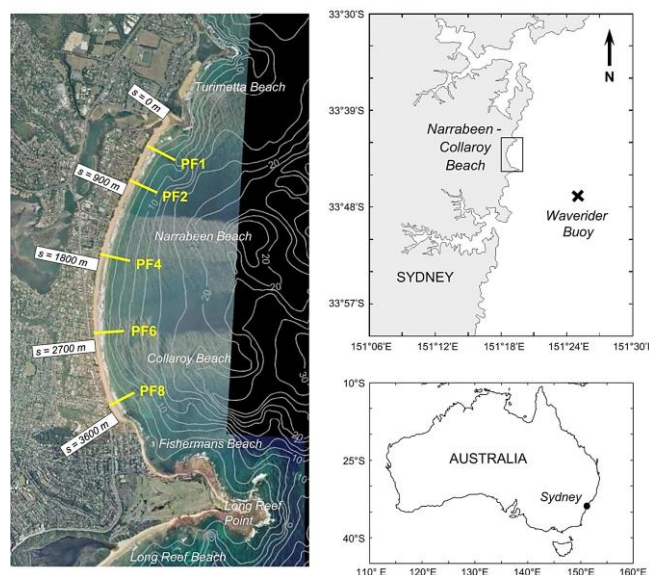 Turimetta Beach
s = 0 m
PF1
s = 900 m
PF2
Narrabeen Beach
s = 1800 m
PF4
PF6
s = 2700 m
Collaroy Beach
PF8
s = 3600 m
Fishermans Beach
Long Reef
Point
Long Reef Beach
10
20
20
20
10
33°30'S
33°39'S
33°48'S
33°57'S
151°06'E
151°12'E
151°18'E
151°24'E
151°30'E
N
Narrabeen -
Collaroy
Beach
Waverider
Buoy
SYDNEY
10°S
25°S
40°S
110° E
120°E
130°E
140°E
150°E
160°E
AUSTRALIA
Sydney